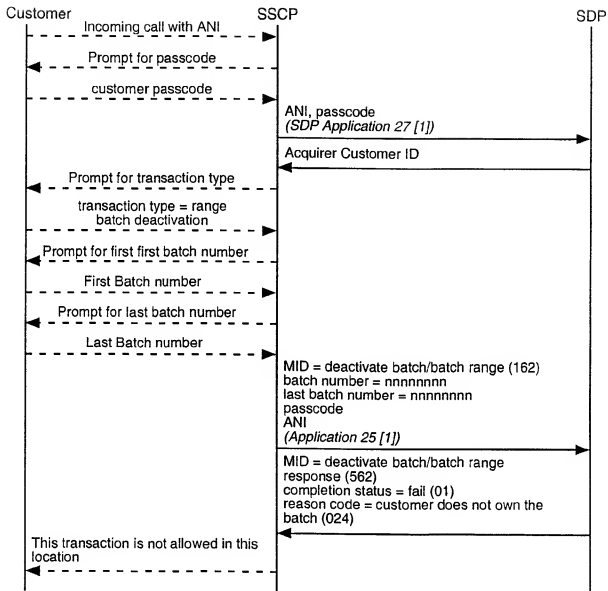 Customer
SSCP
SDP
Incoming call with ANI
Prompt for passcode
customer passcode
ANI, passcode
(SDP Application 27 [1])
Acquirer Customer ID
Prompt for transaction type
transaction type = range
batch deactivation
Prompt for first first batch number
First Batch number
Prompt for last batch number
Last Batch number
MID = deactivate batch/batch range (162)
batch number = nnnnnnnn
last batch number = nnnnnnnn
passcode
ANI
(Application 25 [1])
MID = deactivate batch/batch range
response (562)
completion status = fail (01)
reason code = customer does not own the
batch (024)
This transaction is not allowed in this
location